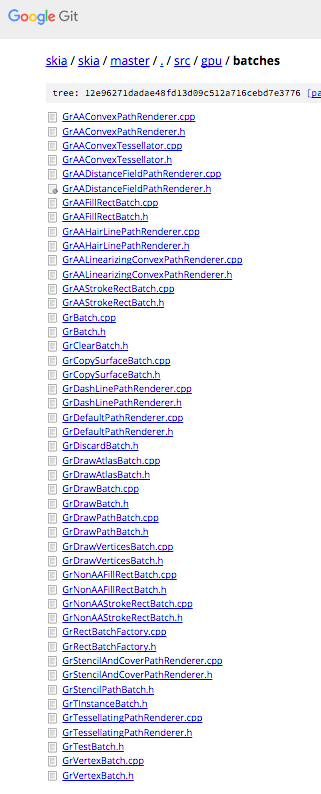 Google Git
skia / skia / master / . / src / gpu / batches
tree: 12e96271dadae48fd13d09c512a716cebd7e3776 [pa
GrAAConvexPathRenderer.cpp
GrAAConvexPathRenderer.h
GrAAConvexTessellator.cpp
GrAAConvexTessellator.h
GrAADistanceFieldPathRenderer.cpp
GrAADistanceFieldPathRenderer.h
GrAAFillRectBatch.cpp
GrAAFillRectBatch.h
GrAAHairLinePathRenderer.cpp
GrAAHairLinePathRenderer.h
GrAALinearizingConvexPathRenderer.cpp
GrAALinearizingConvexPathRenderer.h
GrAAStrokeRectBatch.cpp
GrAAStrokeRectBatch.h
GrBatch.cpp
GrBatch.h
GrClearBatch.h
GrCopySurfaceBatch.cpp
GrCopySurfaceBatch.h
GrDashLinePathRenderer.cpp
GrDashLinePathRenderer.h
GrDefaultPathRenderer.cpp
GrDefaultPathRenderer.h
GrDiscardBatch.h
GrDrawAtlasBatch.cpp
GrDrawAtlasBatch.h
GrDrawBatch.cpp
GrDrawBatch.h
GrDrawPathBatch.cpp
GrDrawPathBatch.h
GrDrawVerticesBatch.cpp
GrDrawVerticesBatch.h
GrNonAAFillRectBatch.cpp
GrNonAAFillRectBatch.h
GrNonAAStrokeRectBatch.cpp
GrNonAAStrokeRectBatch.h
GrRectBatchFactory.cpp
GrRectBatchFactory.h
GrStencilAndCoverPathRenderer.cpp
GrStencilAndCoverPathRenderer.h
GrStencilPathBatch.h
GrTInstanceBatch.h
GrTessellatingPathRenderer.cpp
GrTessellatingPathRenderer.h
GrTestBatch.h
GrVertexBatch.cpp
GrVertexBatch.h